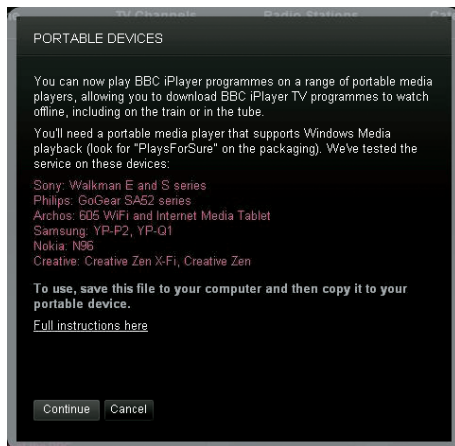 TV Channels Radio Stations
PORTABLE DEVICES
You can now play BBC iPlayer programmes on a range of portable media
players, allowing you to download BBC iPlayer TV programmes to watch
offline, including on the train or in the tube.
You'll need a portable media player that supports Windows Media
playback (look for "PlaysForSure" on the packaging). We've tested the
service on these devices:
Sony: Walkman E and S series
Philips: GoGear SA52 series
Archos: 605 WiFi and Internet Media Tablet
Samsung: YP-P2, YP-Q1
Nokia: N96
Creative: Creative Zen X-Fi, Creative Zen
To use, save this file to your computer and then copy it to your
portable device.
Full instructions here
Continue Cancel